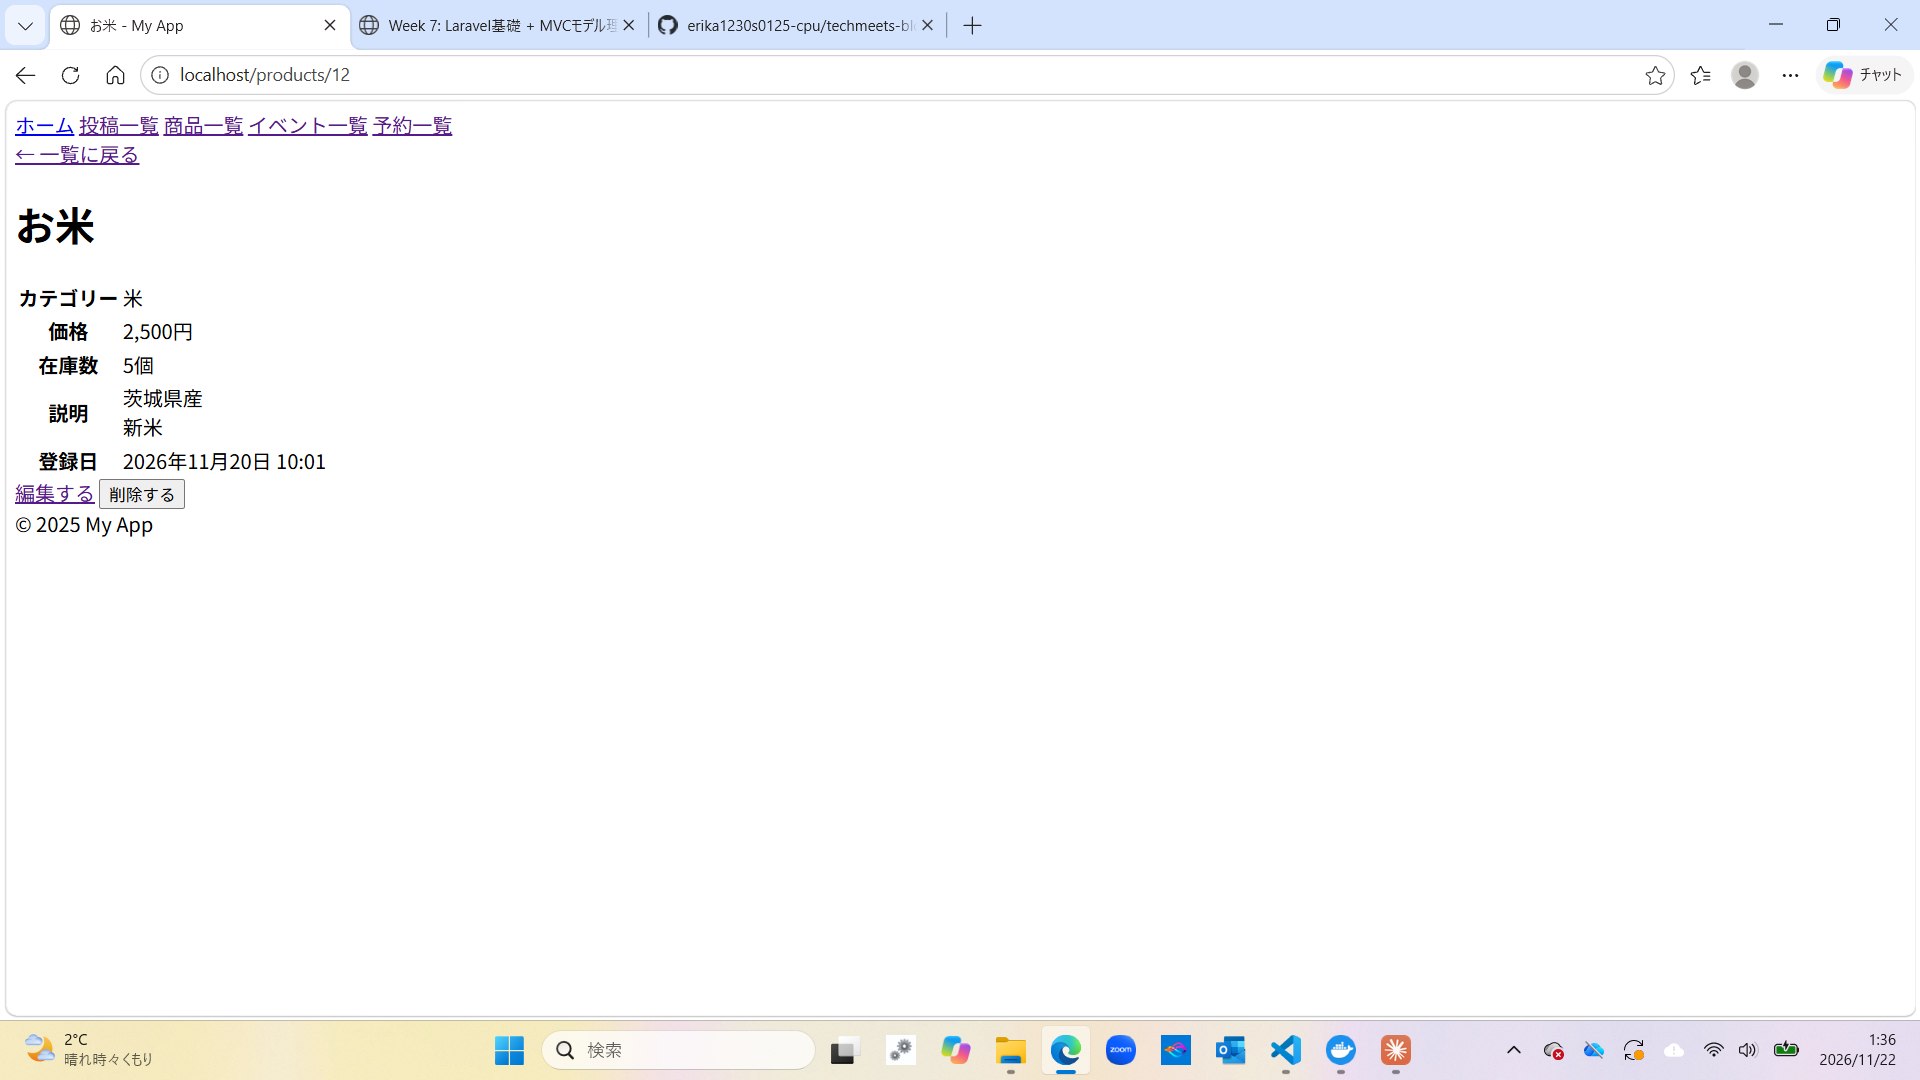 お米 - My App
Week 7: Laravel基礎 + MVCモデル理
erika1230s0125-cpu/techmeets-bl
localhost/products/12
チャット
ホーム 投稿一覧 商品一覧 イベント一覧 予約一覧
← 一覧に戻る
お米
カテゴリー 米
価格 2,500円
在庫数 5個
説明 茨城県産
新米
登録日 2026年11月20日 10:01
編集する 削除する
© 2025 My App
2°C
晴れ時々くもり
検索
zoom
1:36
2026/11/22